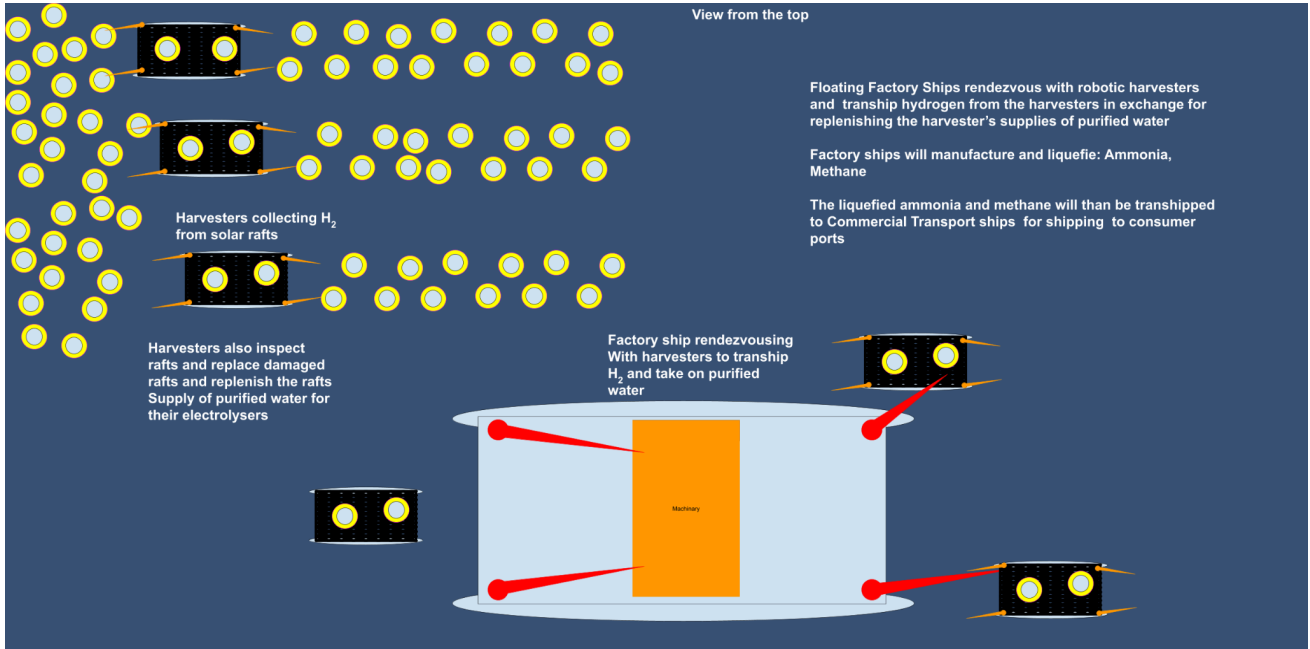 View from the top
Floating Factory Ships rendezvous with robotic harvesters
and tranship hydrogen from the harvesters in exchange for
replenishing the harvester's supplies of purified water
Factory ships will manufacture and liquefie: Ammonia,
Methane
The liquefied ammonia and methane will than be transhipped
to Commercial Transport ships for shipping to consumer
ports
Harvesters collecting H2
from solar rafts
Harvesters also inspect
rafts and replace damaged
rafts and replenish the rafts
Supply of purified water for
their electrolysers
Factory ship rendezvousing
With harvesters to tranship
H2 and take on purified
water
Machinary